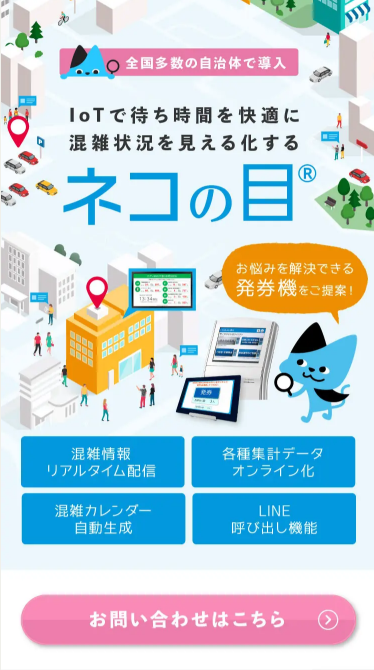 全国多数の自治体で導入
IoTで待ち時間を快適に
混雑状況を見える化する
ネコの目®
お悩みを解決できる
発券機をご提案!
発券
混雑情報
リアルタイム配信
各種集計データ
オンライン化
混雑カレンダー
自動生成
LINE
呼び出し機能
お問い合わせはこちら